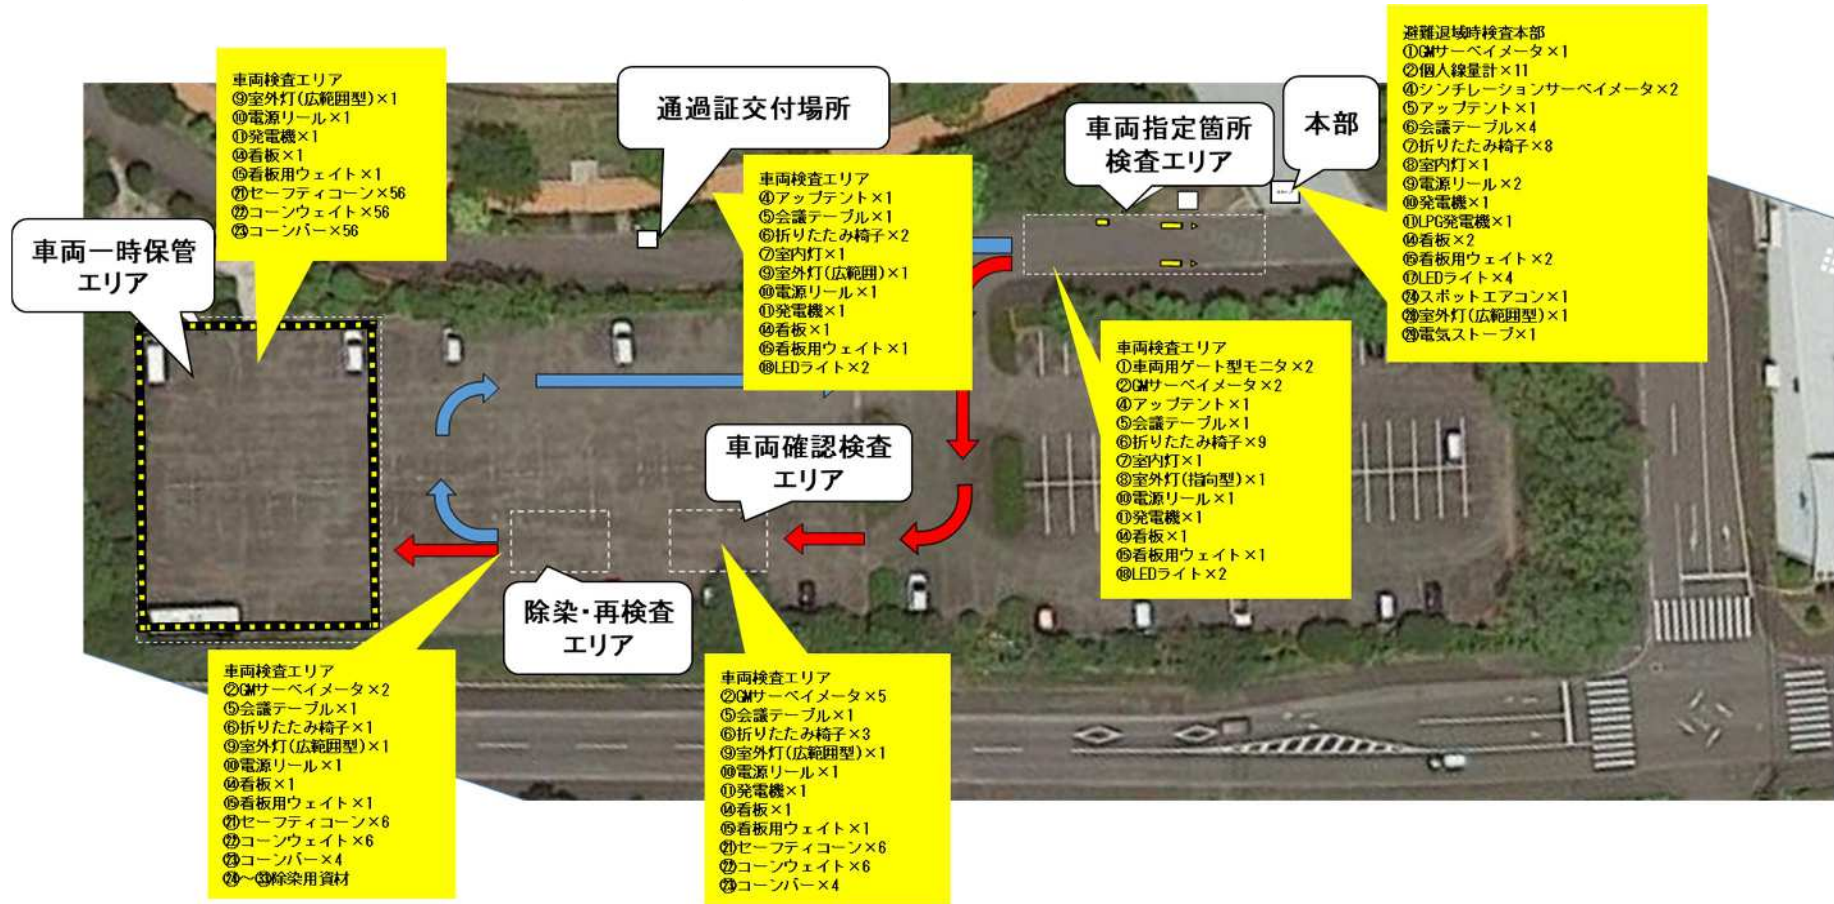 車両検査エリア
⑨室外灯(広範囲型)×1
⑩電源リール×1
⑪発電機×1
⑭看板×1
⑮看板用ウェイト×1
㉑セーフティコーン×56
㉒コーンウェイト×56
㉓コーンバー×56
車両一時保管
エリア
通過証交付場所
車両検査エリア
④アップテント×1
⑤会議テーブル×1
⑥折りたたみ椅子×2
⑦室内灯×1
⑨室外灯(広範囲)×1
⑩電源リール×1
⑪発電機×1
⑭看板×1
⑮看板用ウェイト×1
⑱LEDライト×2
車両指定箇所
検査エリア
本部
避難退域時検査本部
①GMサーベイメータ×1
②個人線量計×11
④シンチレーションサーベイメータ×2
⑤アップテント×1
⑥会議テーブル×4
⑦折りたたみ椅子×8
⑧室内灯×1
⑨電源リール×2
⑩発電機×1
⑪LPG発電機×1
⑭看板×2
⑮看板用ウェイト×2
⑰LEDライト×4
スポットエアコン×1
室外灯(広範囲型)×1
電気ストーブ×1
車両検査エリア
①車両用ゲート型モニタ×2
②GMサーベイメータ×2
④アップテント×1
⑤会議テーブル×1
⑥折りたたみ椅子×9
⑦室内灯×1
⑧室外灯(指向型)×1
⑩電源リール×1
⑪発電機×1
⑭看板×1
⑮看板用ウェイト×1
⑱LEDライト×2
車両確認検査
エリア
除染・再検査
エリア
車両検査エリア
②GMサーベイメータ×2
⑤会議テーブル×1
⑥折りたたみ椅子×1
⑨室外灯(広範囲型)×1
⑩電源リール×1
⑭看板×1
⑮看板用ウェイト×1
㉑セーフティコーン×6
㉒コーンウェイト×6
㉓コーンバー×4
㉔～㉝除染用資材
車両検査エリア
②GMサーベイメータ×5
⑤会議テーブル×1
⑥折りたたみ椅子×3
⑨室外灯(広範囲型)×1
⑩電源リール×1
⑪発電機×1
⑭看板×1
⑮看板用ウェイト×1
㉑セーフティコーン×6
㉒コーンウェイト×6
㉓コーンバー×4